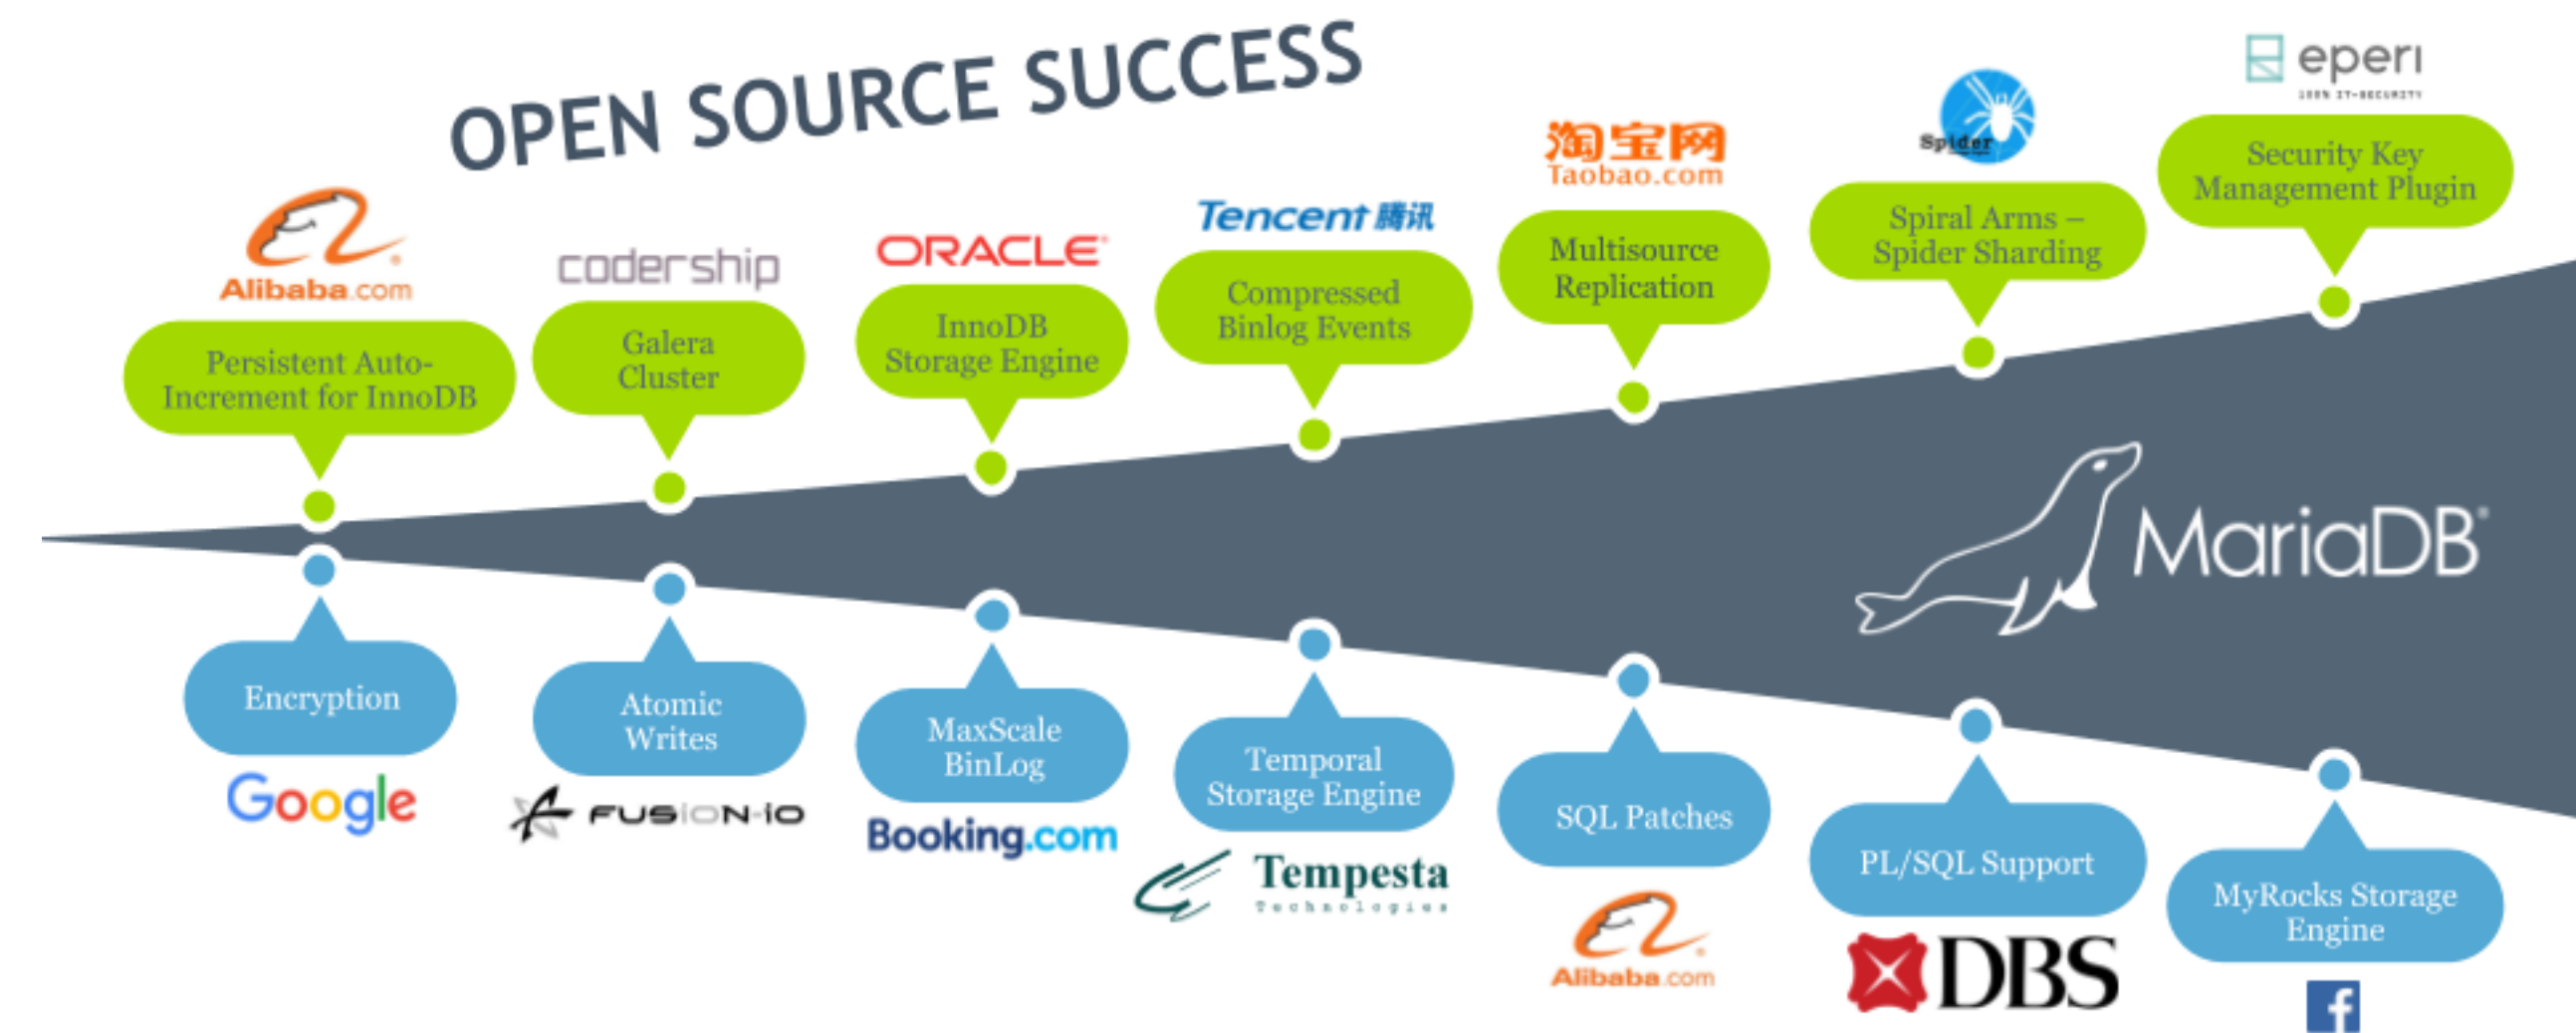 OPEN SOURCE SUCCESS
Alibaba.com
Persistent Auto-
Increment for InnoDB
codership
Galera
Cluster
ORACLE
InnoDB
Storage Engine
Tencent 腾讯
Compressed
Binlog Events
淘宝网
Taobao.com
Multisource
Replication
Spider
Spiral Arms –
Spider Sharding
eperi
100% IT-SECURITY
Security Key
Management Plugin
MariaDB
Encryption
Google
Atomic
Writes
FUSION-iO
MaxScale
BinLog
Booking.com
Temporal
Storage Engine
Tempesta
Technologies
SQL Patches
Alibaba.com
PL/SQL Support
DBS
MyRocks Storage
Engine
f